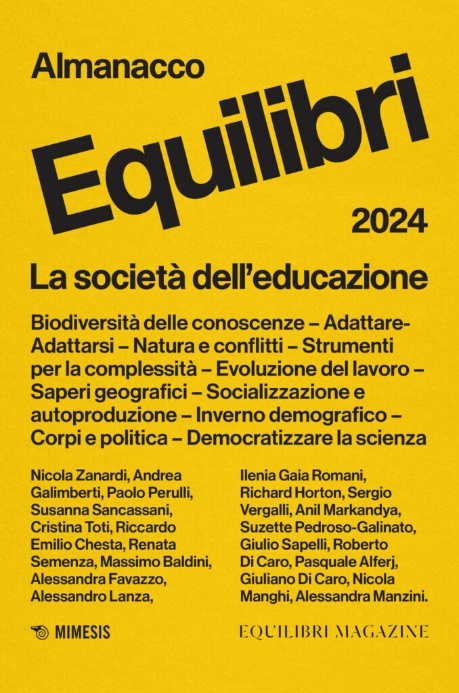 Almanacco
Equilibri
2024
La società dell'educazione
Biodiversità delle conoscenze – Adattare-
Adattarsi – Natura e conflitti – Strumenti
per la complessità – Evoluzione del lavoro –
Saperi geografici – Socializzazione e
autoproduzione – Inverno demografico –
Corpi e politica – Democratizzare la scienza
Nicola Zanardi, Andrea
Galimberti, Paolo Perulli,
Susanna Sancassani,
Cristina Toti, Riccardo
Emilio Chesta, Renata
Semenza, Massimo Baldini,
Alessandra Favazzo,
Alessandro Lanza,
Ilenia Gaia Romani,
Richard Horton, Sergio
Vergalli, Anil Markandya,
Suzette Pedroso-Galinato,
Giulio Sapelli, Roberto
Di Caro, Pasquale Alferj,
Giuliano Di Caro, Nicola
Manghi, Alessandra Manzini.
MIMESIS
EQUILIBRI MAGAZINE